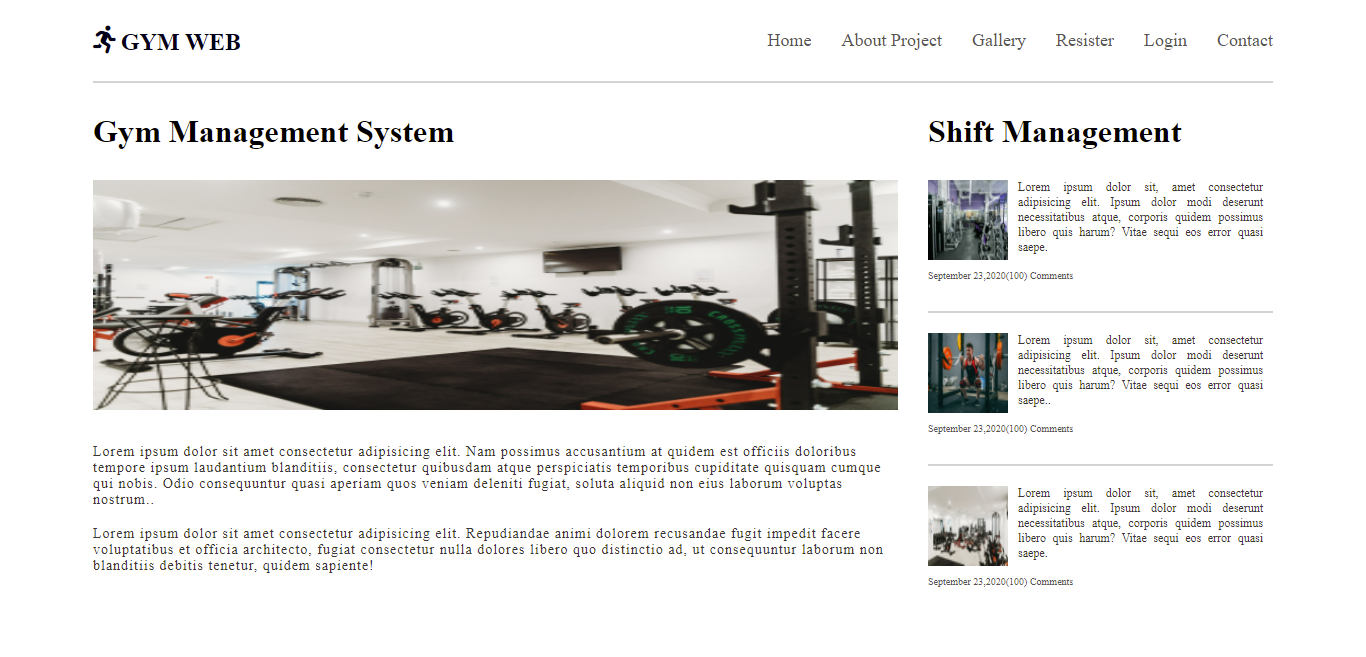 GYM WEB
Home About Project Gallery Resister Login Contact
Gym Management System
Lorem ipsum dolor sit amet consectetur adipisicing elit. Nam possimus accusantium at quidem est officiis doloribus
tempore ipsum laudantium blanditiis, consectetur quibusdam atque perspiciatis temporibus cupiditate quisquam cumque
qui nobis. Odio consequuntur quasi aperiam quos veniam deleniti fugiat, soluta aliquid non eius laborum voluptas
nostrum..
Lorem ipsum dolor sit amet consectetur adipisicing elit. Repudiandae animi dolorem recusandae fugit impedit facere
voluptatibus et officia architecto, fugiat consectetur nulla dolores libero quo distinctio ad, ut consequuntur laborum non
blanditiis debitis tenetur, quidem sapiente!
Shift Management
Lorem ipsum dolor sit, amet consectetur
adipisicing elit. Ipsum dolor modi deserunt
necessitatibus atque, corporis quidem possimus
libero quis harum? Vitae sequi eos error quasi
saepe.
September 23,2020(100) Comments
Lorem ipsum dolor sit, amet consectetur
adipisicing elit. Ipsum dolor modi deserunt
necessitatibus atque, corporis quidem possimus
libero quis harum? Vitae sequi eos error quasi
saepe..
September 23,2020(100) Comments
Lorem ipsum dolor sit, amet consectetur
adipisicing elit. Ipsum dolor modi deserunt
necessitatibus atque, corporis quidem possimus
libero quis harum? Vitae sequi eos error quasi
saepe.
September 23,2020(100) Comments